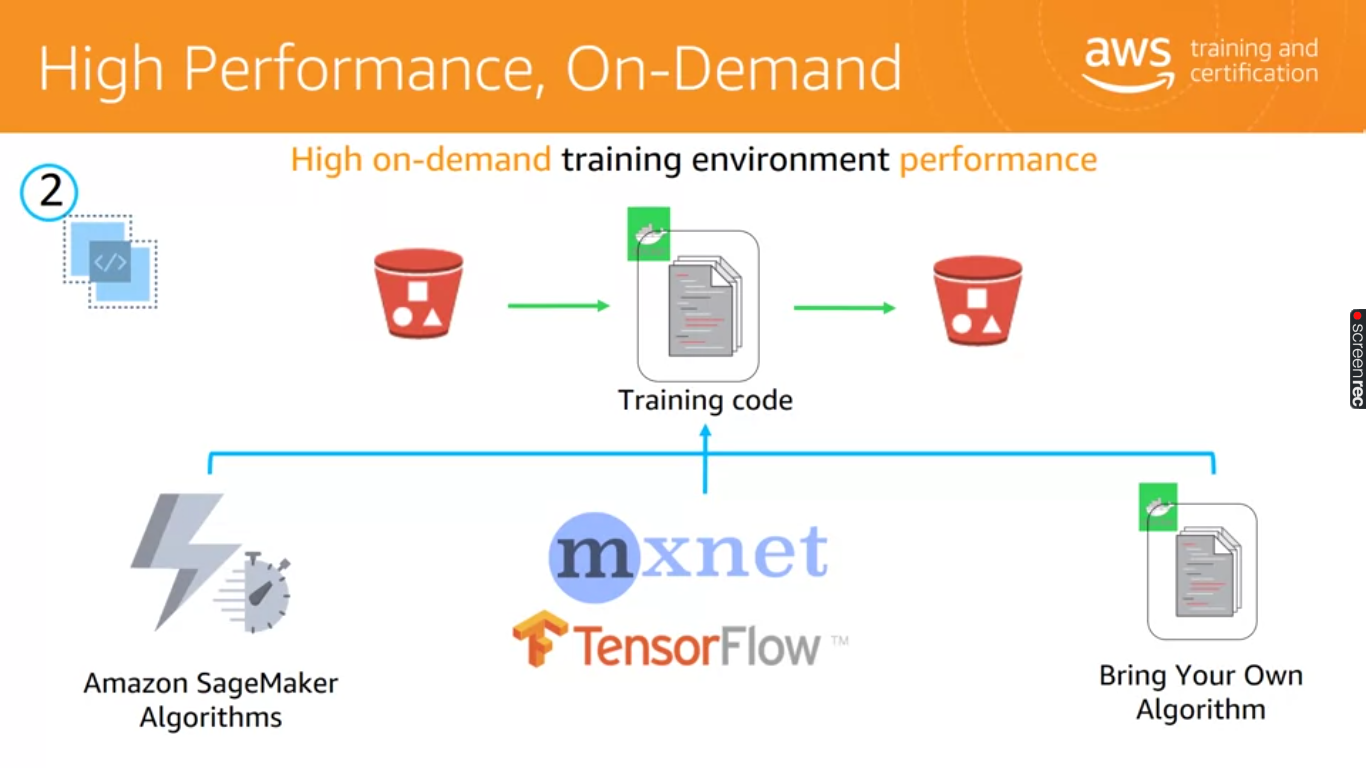 High Performance, On-Demand
aws training and
certification
High on-demand training environment performance
2
</>
Training code
mxnet
TensorFlow™
Amazon SageMaker
Algorithms
Bring Your Own
Algorithm
screenrec